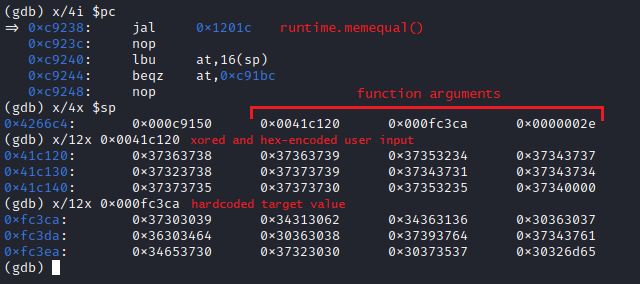 (gdb) x/4i $pc
=> 0×c9238: jal 0×1201c runtime.memequal()
0×c923c: nop
0×c9240: lbu at,16(sp)
0×c9244: beqz at,0×c91bc
0×c9248: nop
function arguments
(gdb) x/4x $sp
0×4266c4: 0×000c9150 0×0041c120 0×000fc3ca 0×0000002e
(gdb) x/12x 0×0041c120 xored and hex-encoded user input
0×41c120: 0×37363738 0×37363739 0×37353234 0×37343737
0×41c130: 0×37323738 0×37373739 0×37343731 0×37343734
0×41c140: 0×37373735 0×37373730 0×37353235 0×37340000
(gdb) x/12x 0×000fc3ca hardcoded target value
0×fc3ca: 0×37303039 0×34313062 0×34363136 0×30363037
0×fc3da: 0×36303464 0×30363038 0×37393764 0×37343761
0×fc3ea: 0×34653730 0×37323030 0×30373537 0×30326d65
(gdb)